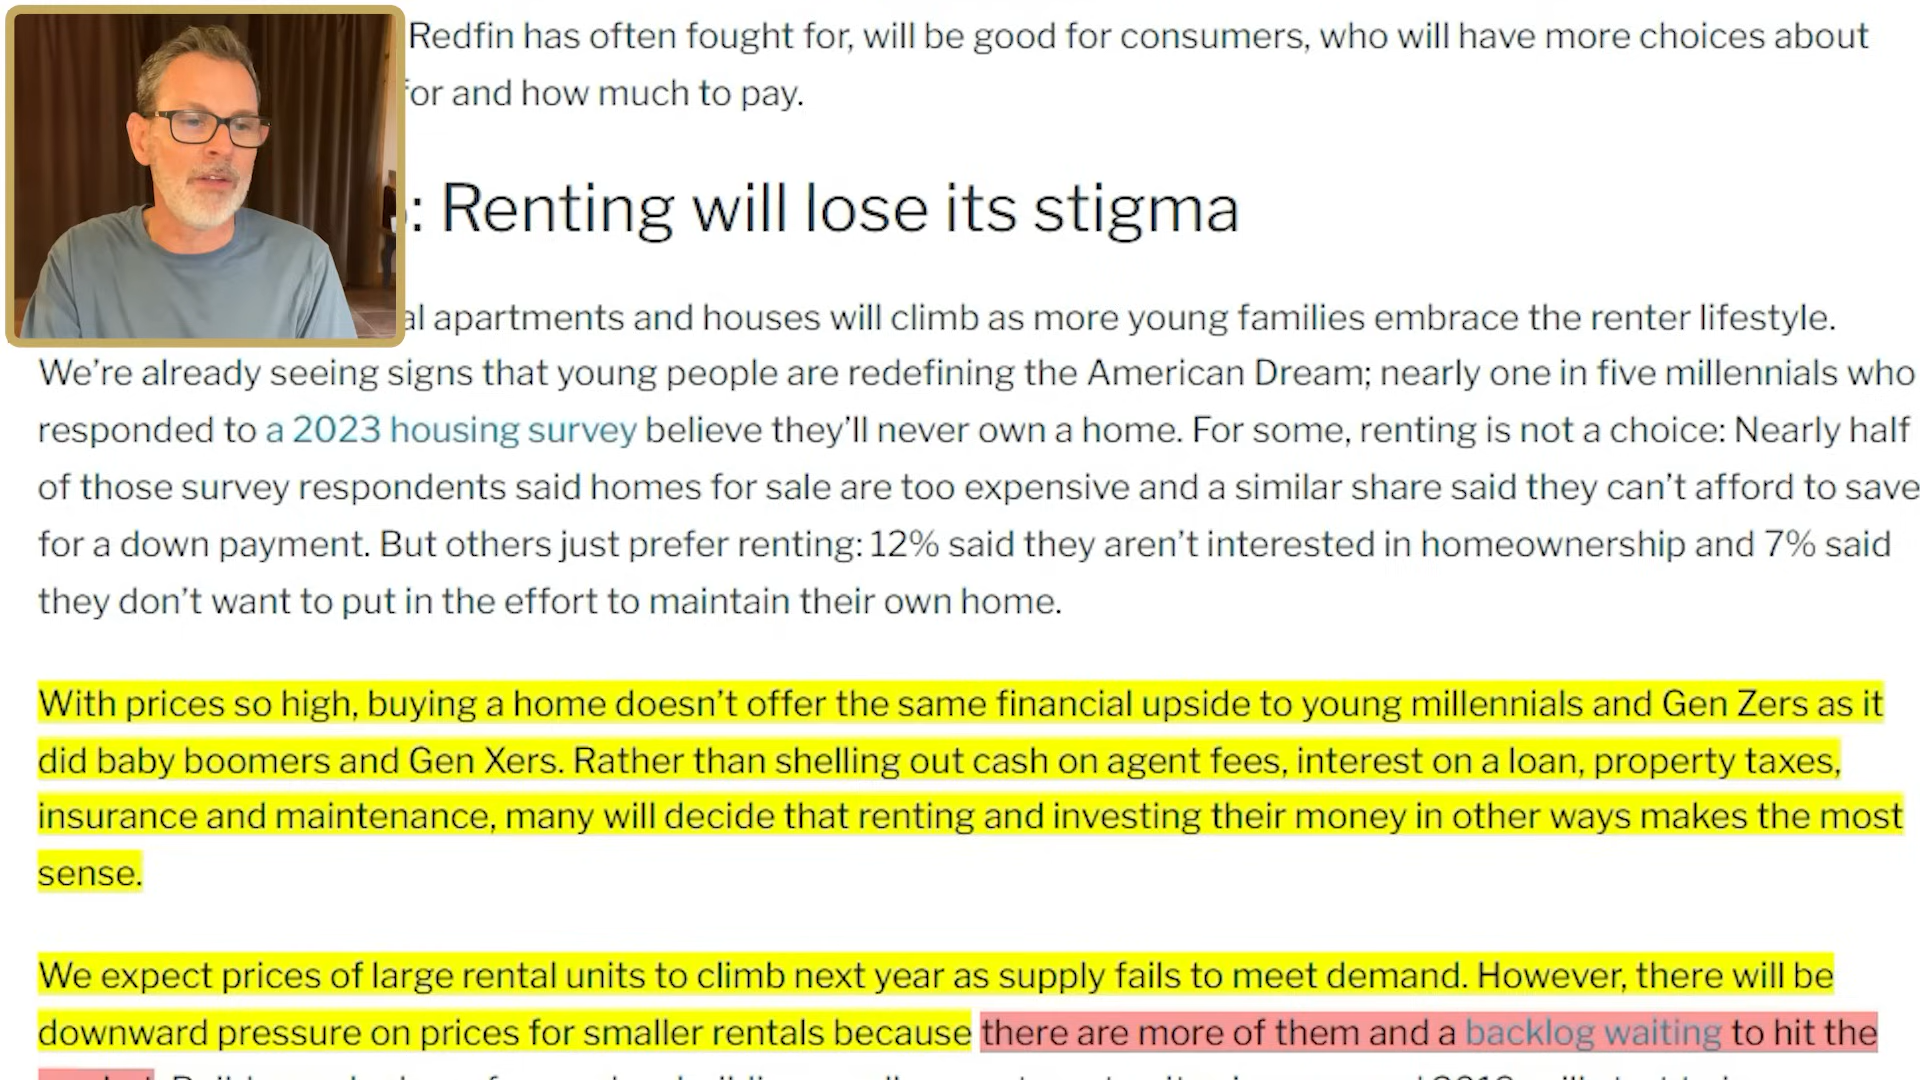 Redfin has often fought for, will be good for consumers, who will have more choices about
for and how much to pay.
: Renting will lose its stigma
al apartments and houses will climb as more young families embrace the renter lifestyle.
We’re already seeing signs that young people are redefining the American Dream; nearly one in five millennials who
responded to a 2023 housing survey believe they’ll never own a home. For some, renting is not a choice: Nearly half
of those survey respondents said homes for sale are too expensive and a similar share said they can’t afford to save
for a down payment. But others just prefer renting: 12% said they aren’t interested in homeownership and 7% said
they don’t want to put in the effort to maintain their own home.
With prices so high, buying a home doesn’t offer the same financial upside to young millennials and Gen Zers as it
did baby boomers and Gen Xers. Rather than shelling out cash on agent fees, interest on a loan, property taxes,
insurance and maintenance, many will decide that renting and investing their money in other ways makes the most
sense.
We expect prices of large rental units to climb next year as supply fails to meet demand. However, there will be
downward pressure on prices for smaller rentals because there are more of them and a backlog waiting to hit the